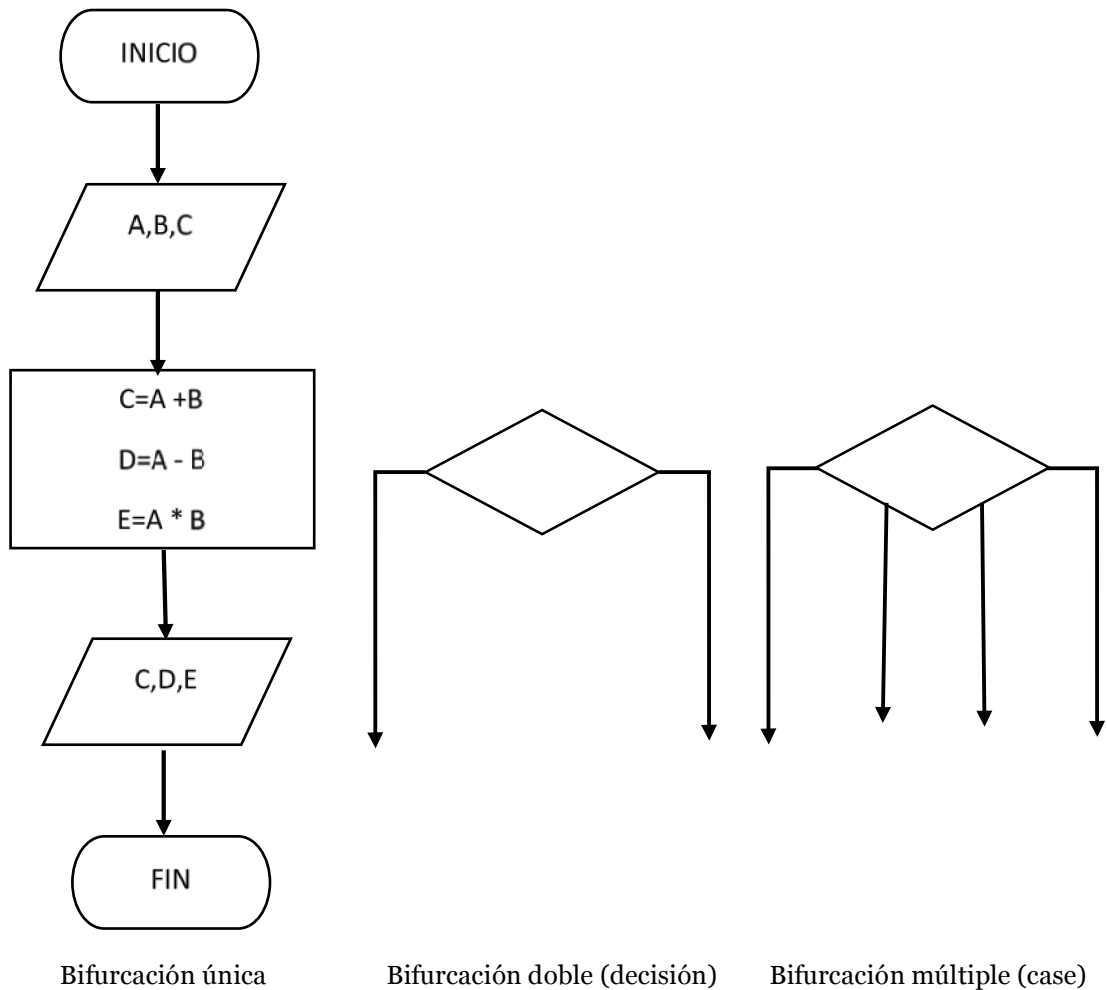 INICIO
A,B,C
C=A +B
D=A - B
E=A * B
C,D,E
FIN
Bifurcación única
Bifurcación doble (decisión)
Bifurcación múltiple (case)